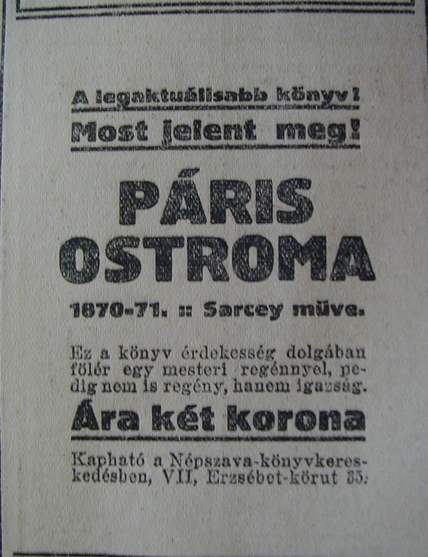 A legaktuálisabb könyv!
Most jelent meg!
PÁRIS
OSTROMA
1870-71. :: Sarcey müve.
Ez a könyv érdekesség dolgában
fölér egy mesteri regénnyel, pe-
dig nem is regény, hanem igazság.
Ára két korona
Kapható a Népszava-könyvkeres-
kedésben, VII, Erzsébet-körut 35.